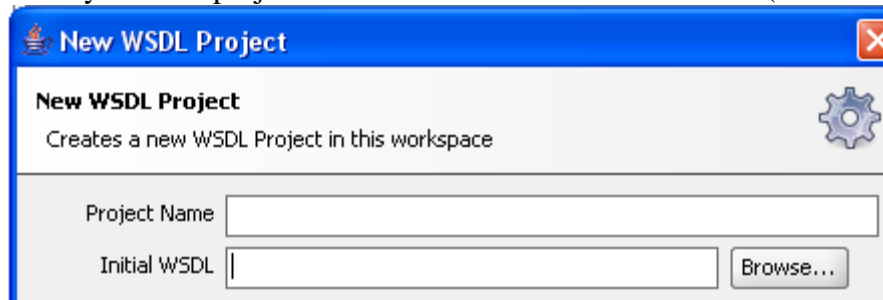 New WSDL Project
New WSDL Project
Creates a new WSDL Project in this workspace
Project Name
Initial WSDL Browse...